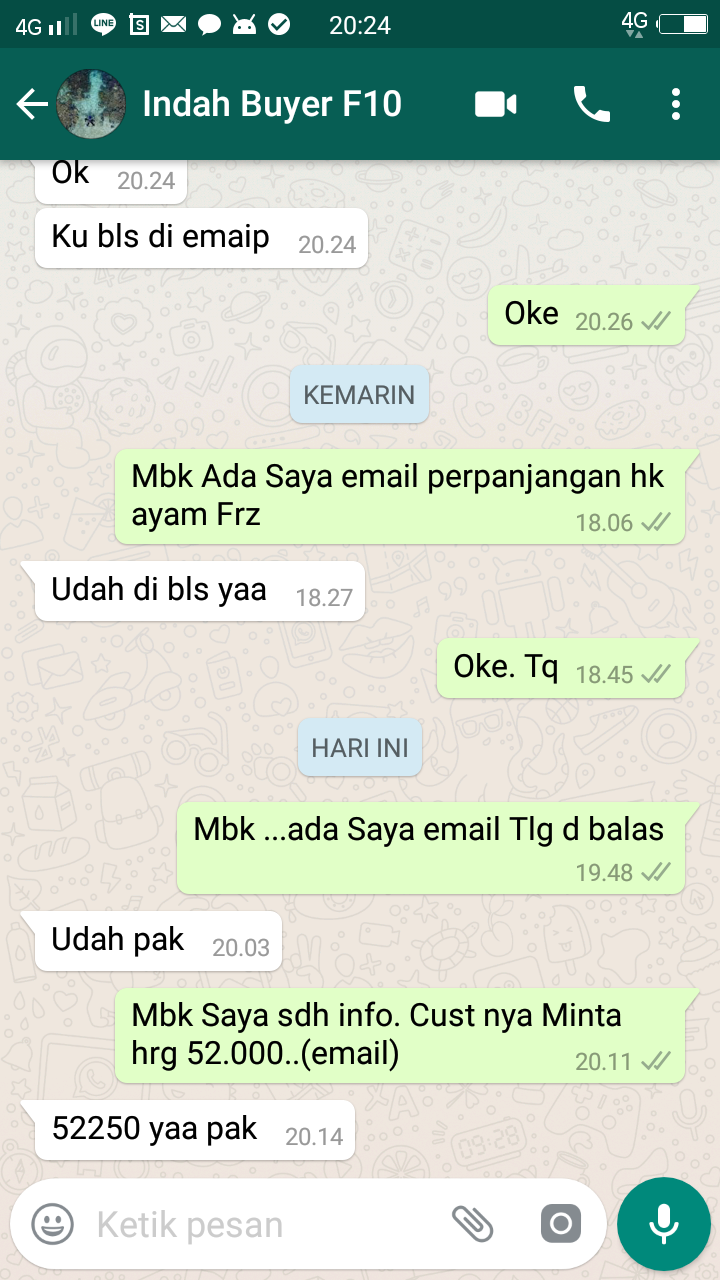 4G LINE S 20:24 4G
Indah Buyer F10
Ok 20.24
Ku bls di emaip 20.24
Oke 20.26
KEMARIN
Mbk Ada Saya email perpanjangan hk
ayam Frz 18.06
Udah di bls yaa 18.27
Oke. Tq 18.45
HARI INI
Mbk ...ada Saya email Tlg d balas
19.48
Udah pak 20.03
Mbk Saya sdh info. Cust nya Minta
hrg 52.000..(email) 20.11
52250 yaa pak 20.14
Ketik pesan